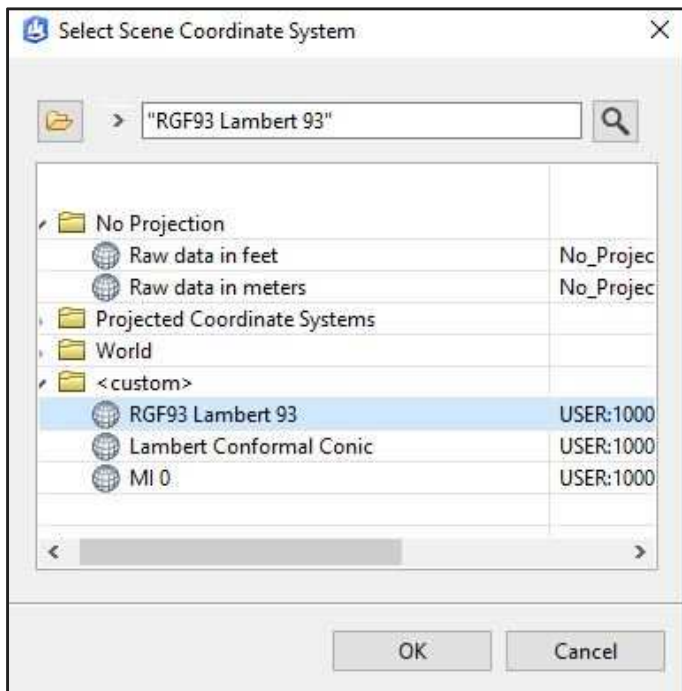 Select Scene Coordinate System
"RGF93 Lambert 93"
No Projection
Raw data in feet No_Projec
Raw data in meters No_Projec
Projected Coordinate Systems
World
<custom>
RGF93 Lambert 93 USER:1000
Lambert Conformal Conic USER:1000
MI 0 USER:1000
OK Cancel